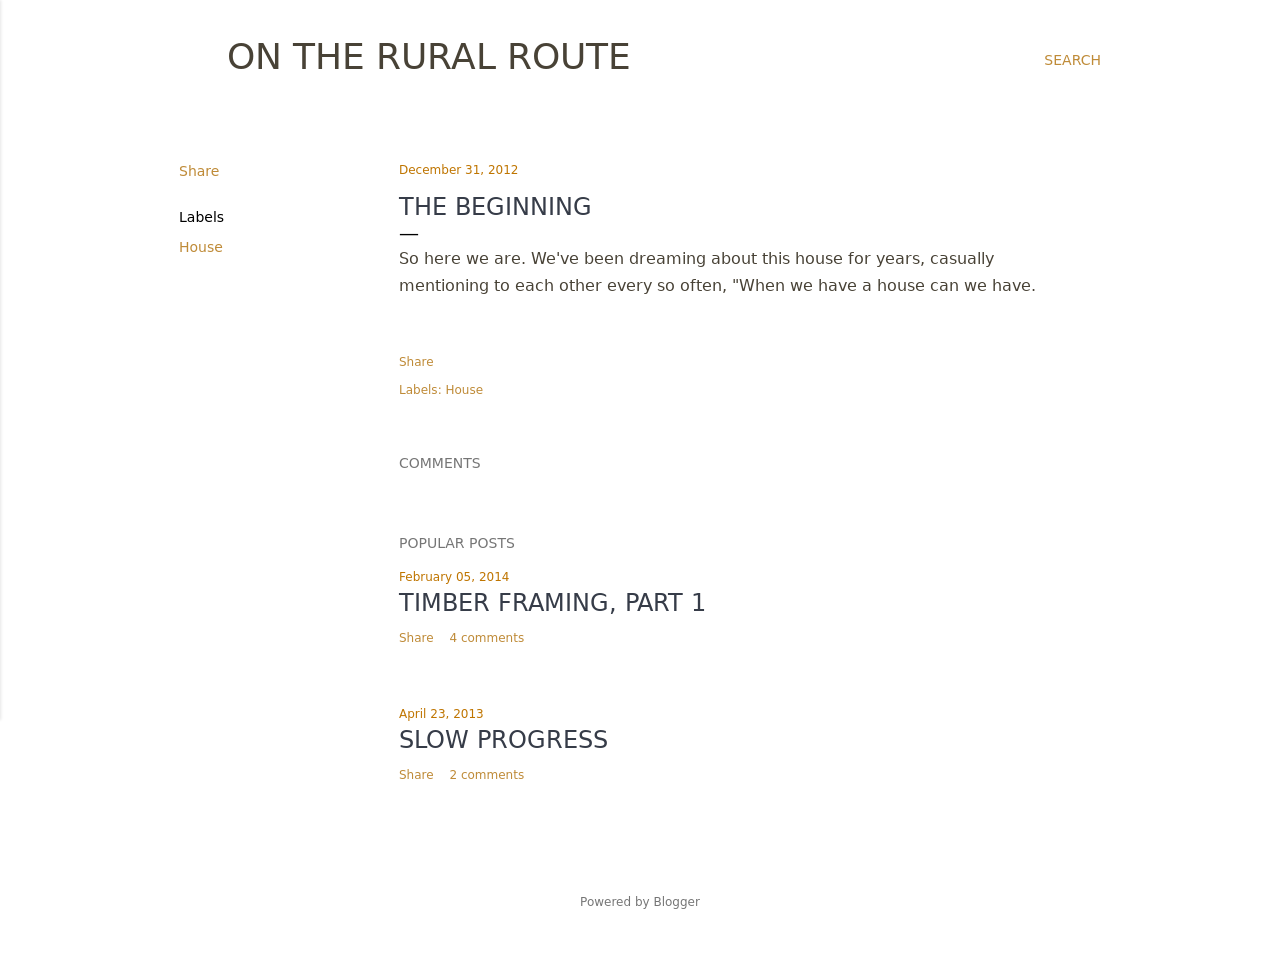 ON THE RURAL ROUTE
SEARCH
Share
Labels
House
December 31, 2012
THE BEGINNING
So here we are. We've been dreaming about this house for years, casually
mentioning to each other every so often, "When we have a house can we have.
Share
Labels: House
COMMENTS
POPULAR POSTS
February 05, 2014
TIMBER FRAMING, PART 1
Share 4 comments
April 23, 2013
SLOW PROGRESS
Share 2 comments
Powered by Blogger